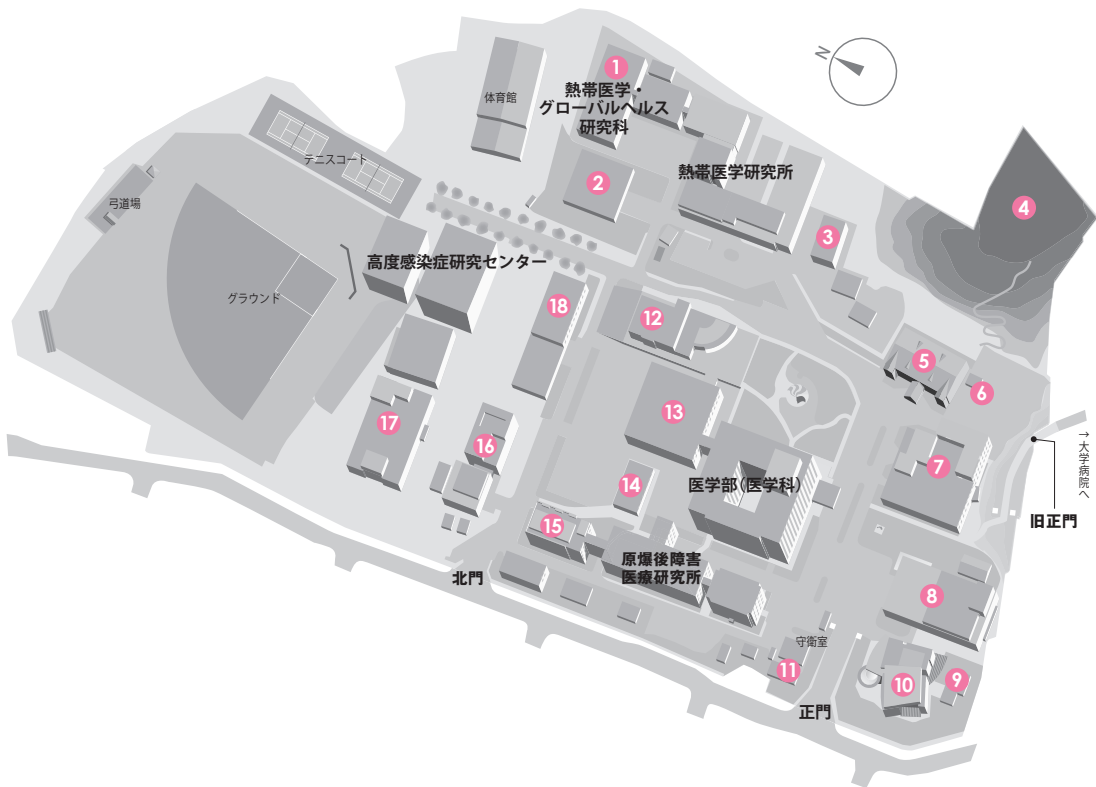 N
体育館
1
熱帯医学・
グローバルヘルス
研究科
テニスコート
2
熱帯医学研究所
弓道場
3
4
高度感染症研究センター
グラウンド
18
12
5
6
13
17
16
7
→大学病院へ
医学部(医学科)
14
旧正門
15
原爆後障害
医療研究所
北門
8
守衛室
11
10
9
正門